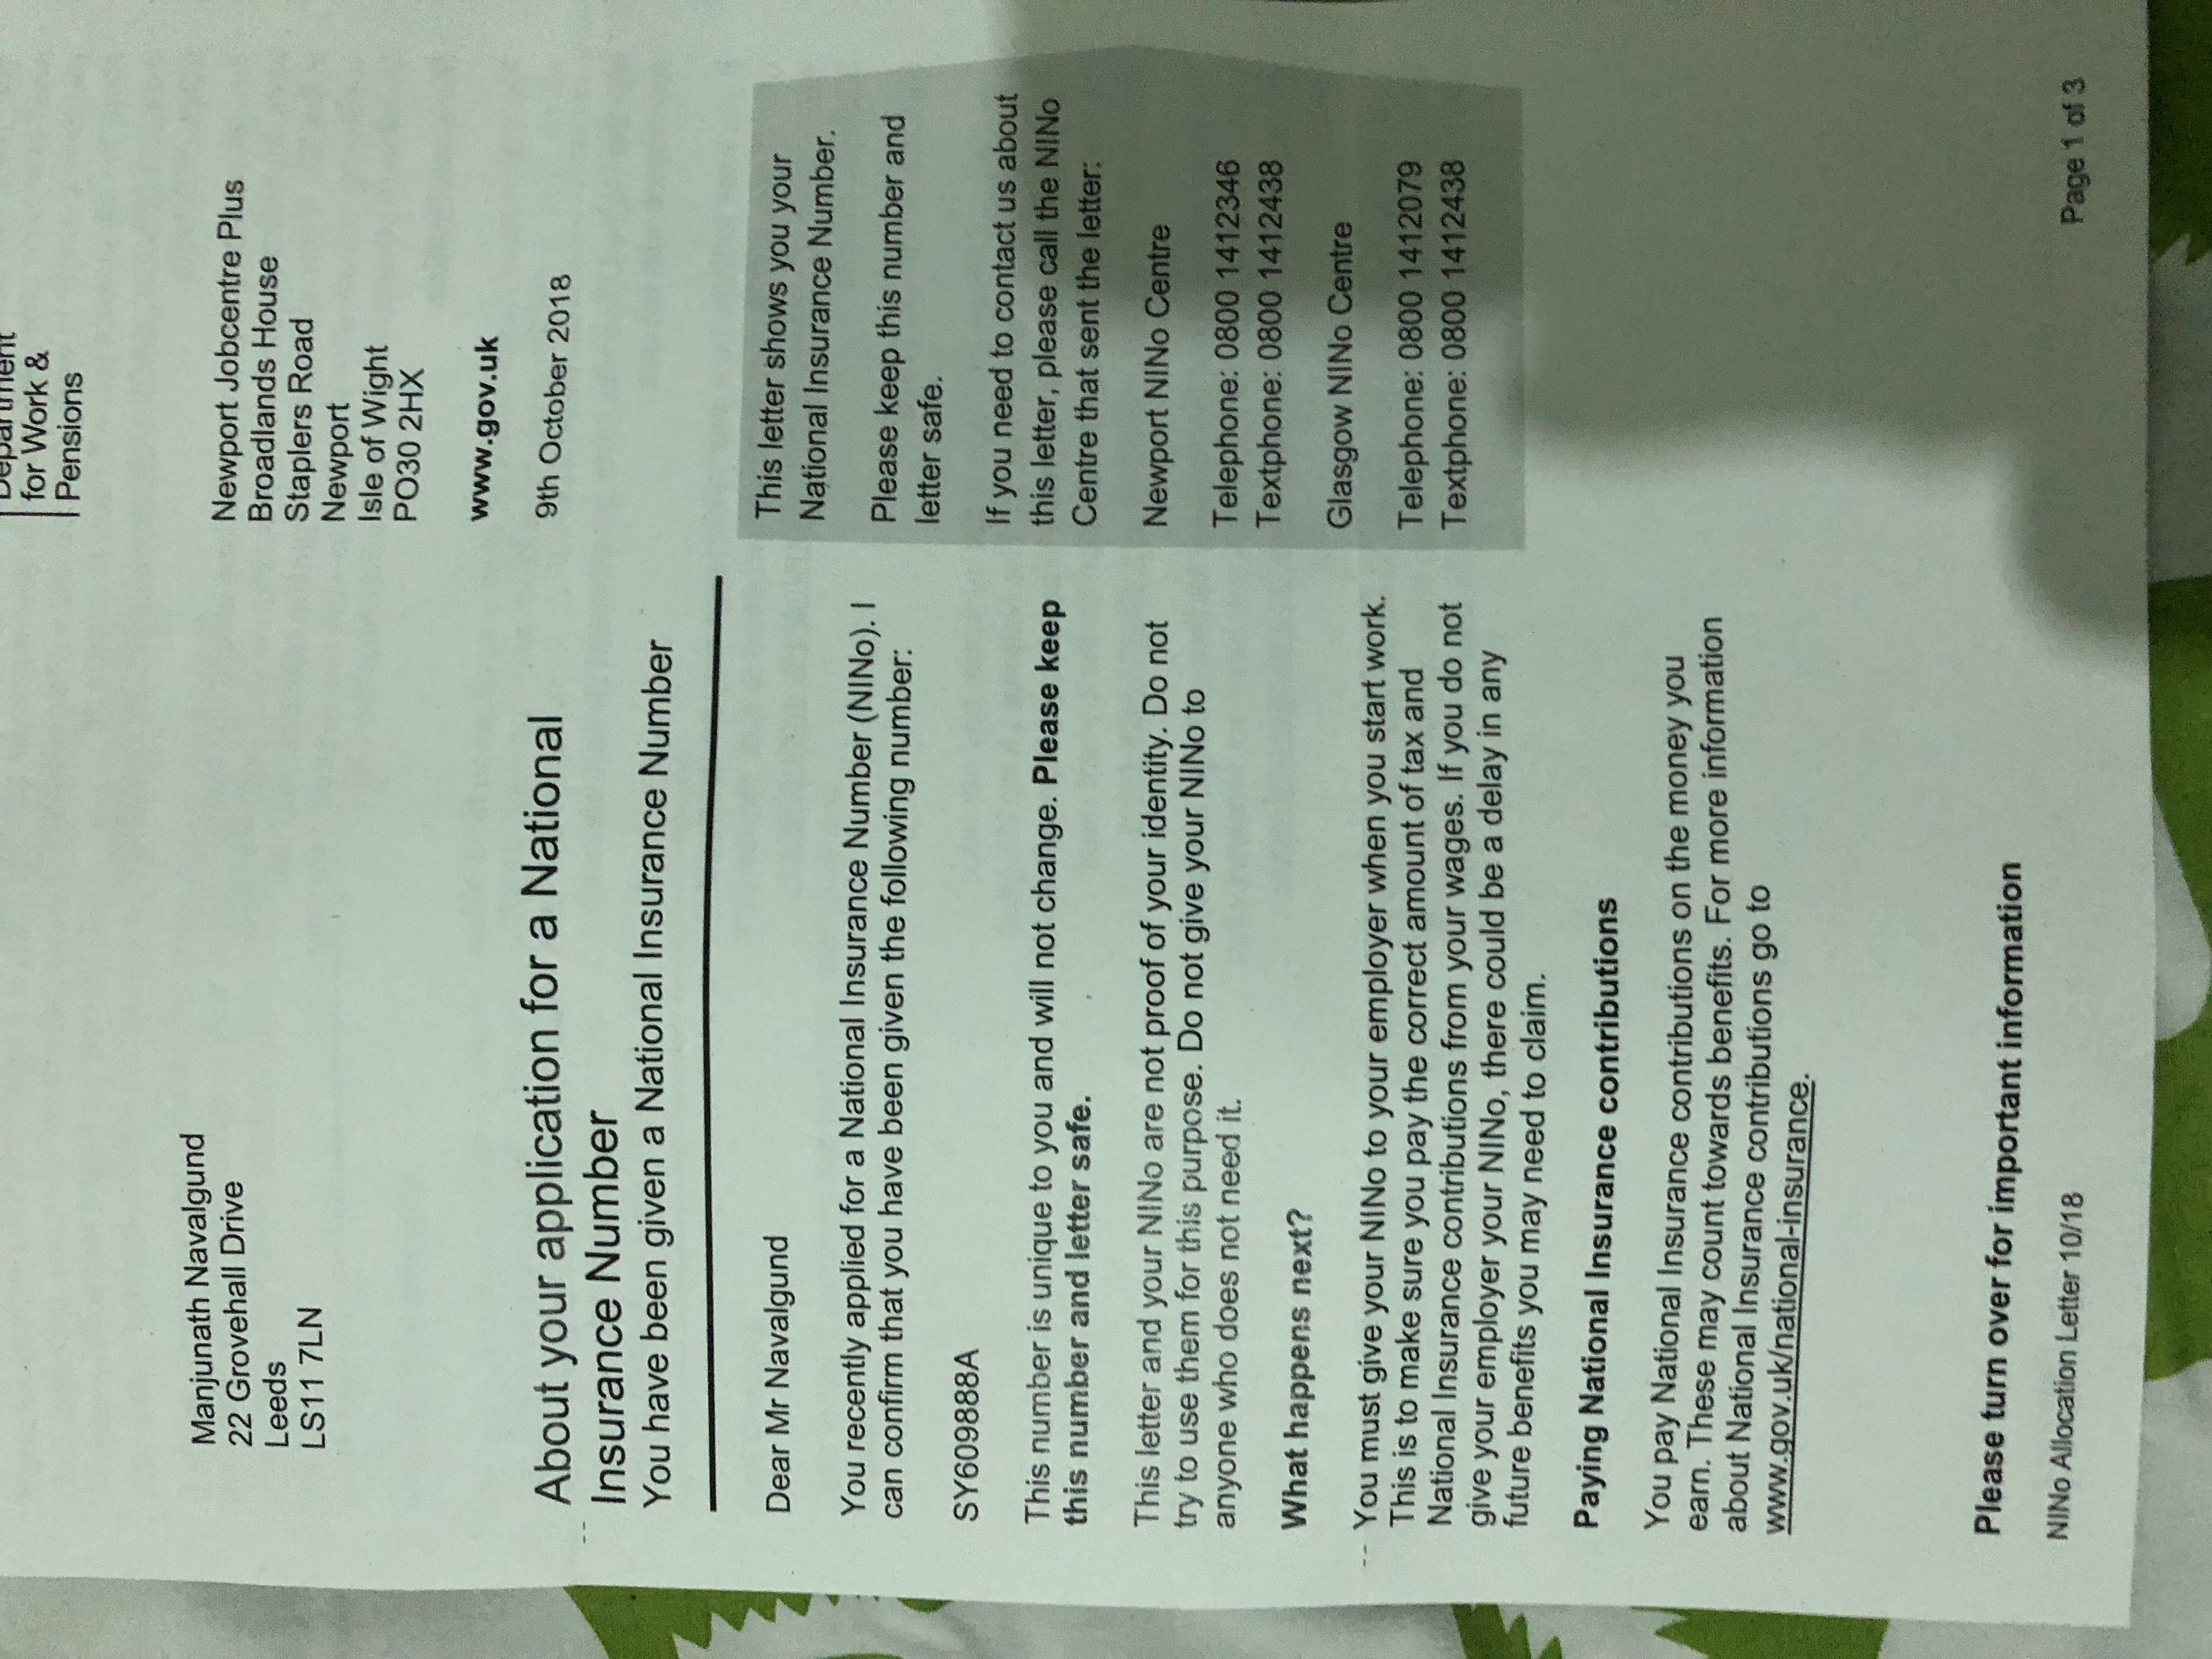 Department
for Work &
Pensions
Manjunath Navalgund
22 Grovehall Drive
Leeds
LS11 7LN
Newport Jobcentre Plus
Broadlands House
Staplers Road
Newport
Isle of Wight
PO30 2HX
www.gov.uk
9th October 2018
About your application for a National
Insurance Number
You have been given a National Insurance Number
Dear Mr Navalgund
You recently applied for a National Insurance Number (NINo). I
can confirm that you have been given the following number:
SY609888A
This number is unique to you and will not change. Please keep
this number and letter safe.
This letter and your NINo are not proof of your identity. Do not
try to use them for this purpose. Do not give your NINo to
anyone who does not need it.
What happens next?
You must give your NINo to your employer when you start work.
This is to make sure you pay the correct amount of tax and
National Insurance contributions from your wages. If you do not
give your employer your NINo, there could be a delay in any
future benefits you may need to claim.
Paying National Insurance contributions
You pay National Insurance contributions on the money you
earn. These may count towards benefits. For more information
about National Insurance contributions go to
www.gov.uk/national-insurance.
This letter shows you your
National Insurance Number.
Please keep this number and
letter safe.
If you need to contact us about
this letter, please call the NINo
Centre that sent the letter:
Newport NINo Centre
Telephone: 0800 1412346
Textphone: 0800 1412438
Glasgow NINo Centre
Telephone: 0800 1412079
Textphone: 0800 1412438
Please turn over for important information
NINo Allocation Letter 10/18
Page 1 of 3